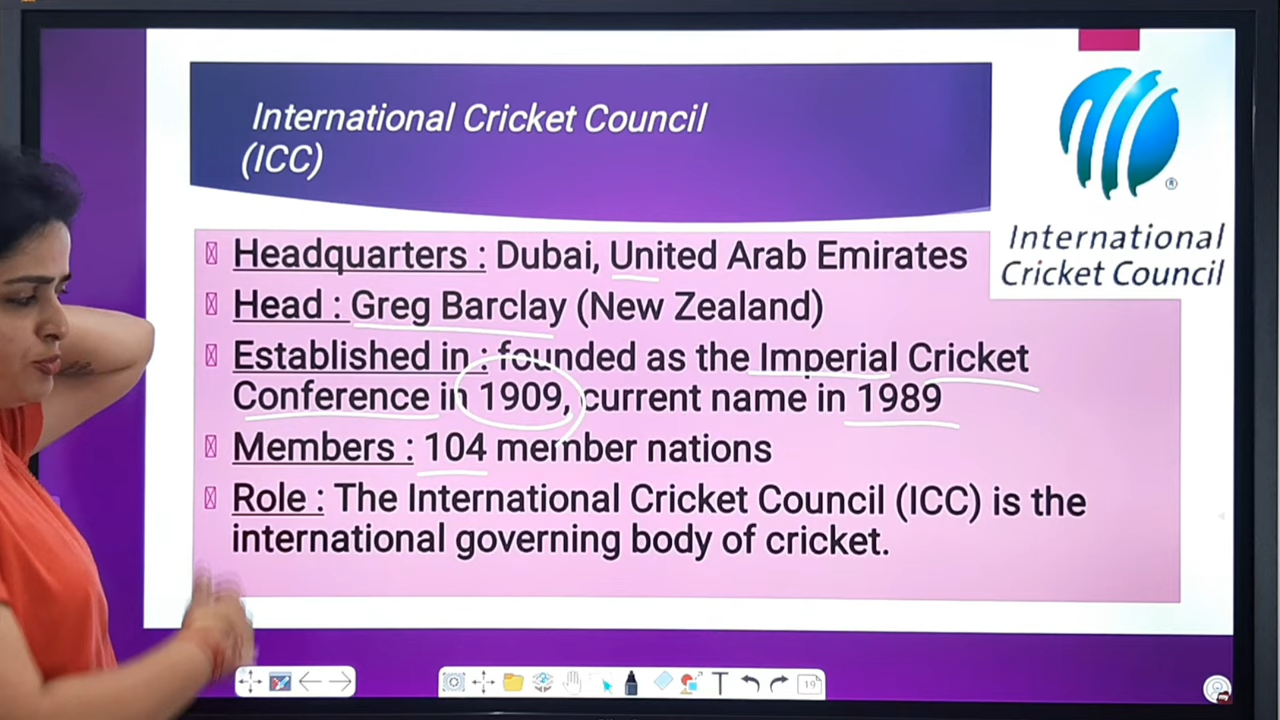 International Cricket Council
(ICC)
®
International
Cricket Council
Headquarters : Dubai, United Arab Emirates
Head : Greg Barclay (New Zealand)
Established in : founded as the Imperial Cricket
Conference in 1909, current name in 1989
Members : 104 member nations
Role : The International Cricket Council (ICC) is the
international governing body of cricket.
T
19